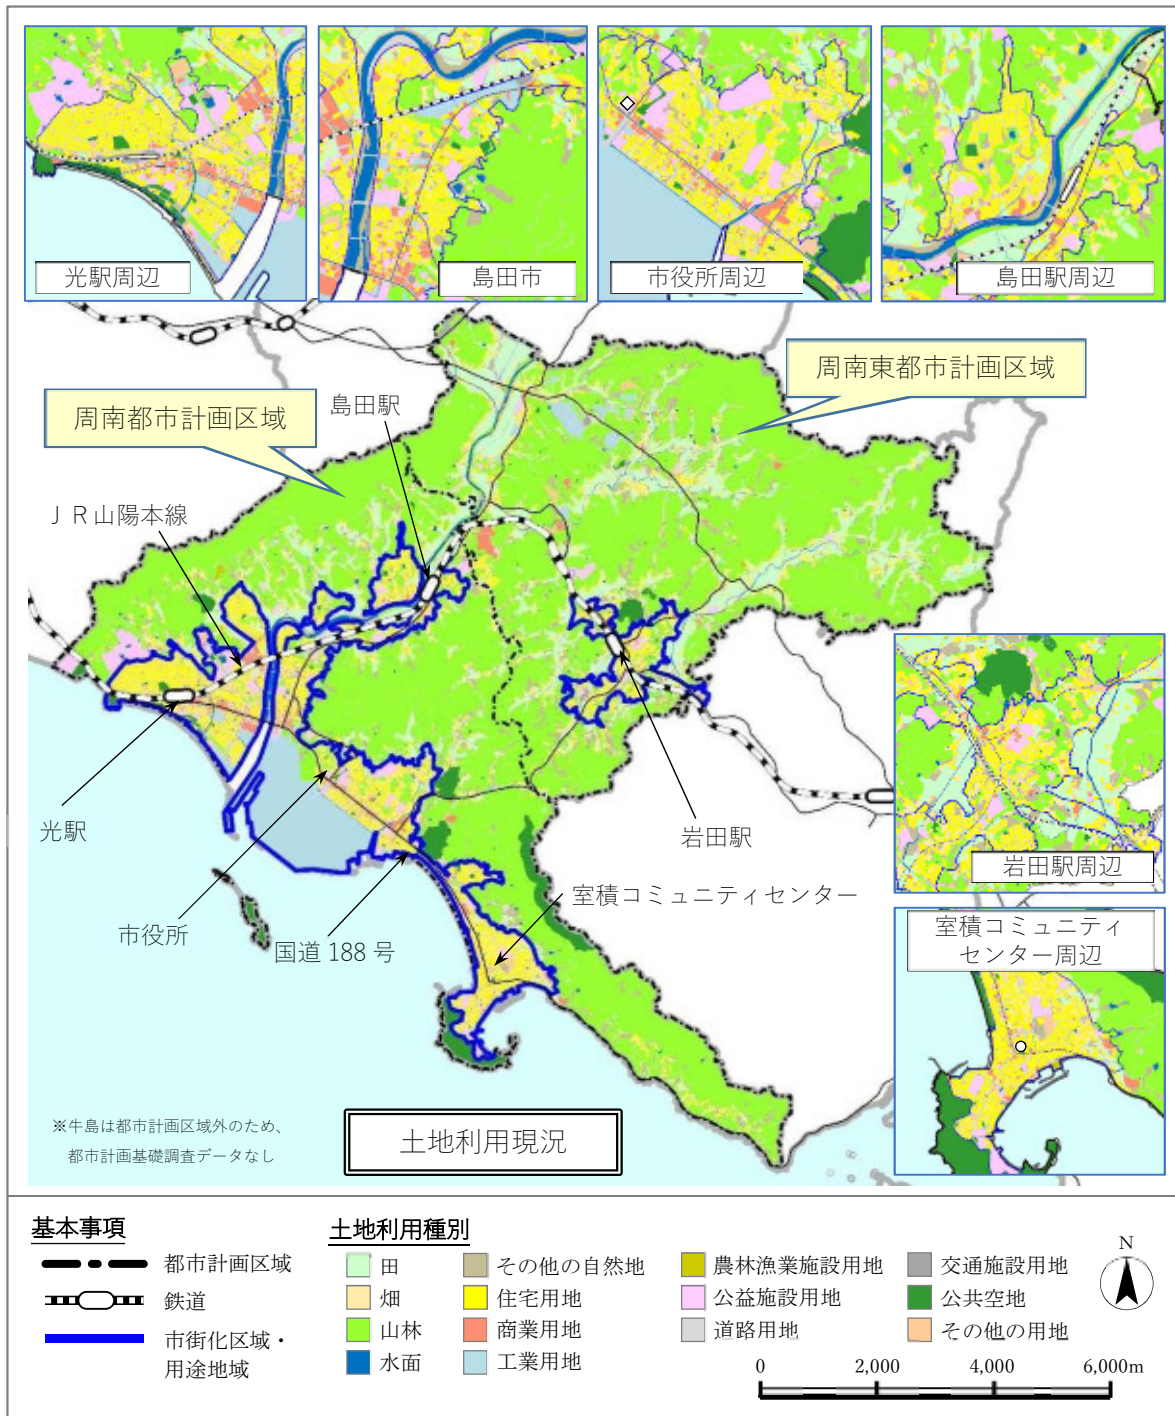 光駅周辺
島田市
市役所周辺
島田駅周辺
周南都市計画区域
島田駅
周南東都市計画区域
ＪＲ山陽本線
光駅
市役所
国道 188 号
室積コミュニティセンター
岩田駅
岩田駅周辺
室積コミュニティ
センター周辺
※牛島は都市計画区域外のため、
都市計画基礎調査データなし
土地利用現況
基本事項
都市計画区域
鉄道
市街化区域・
用途地域
土地利用種別
田
畑
山林
水面
その他の自然地
住宅用地
商業用地
工業用地
農林漁業施設用地
公益施設用地
道路用地
交通施設用地
公共空地
その他の用地
N
0 2,000 4,000 6,000m